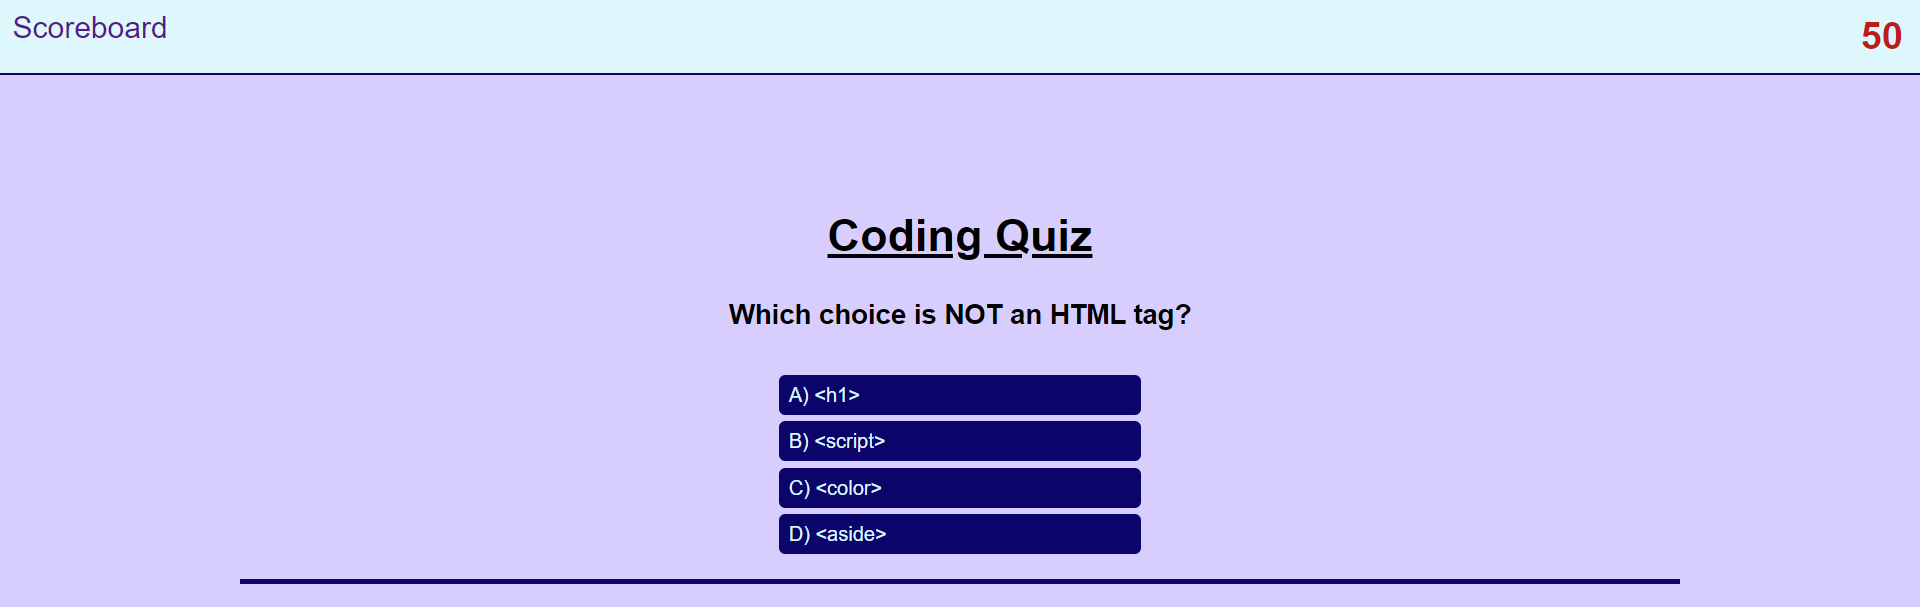 Scoreboard
50
Coding Quiz
Which choice is NOT an HTML tag?
A) <h1>
B) <script>
C) <color>
D) <aside>